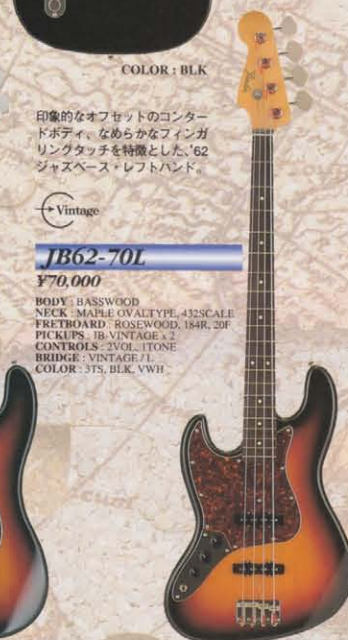 COLOR : BLK
印象的なオフセットのコンター
ドボディ、なめらかなフィンガ
リングタッチを特徴とした、'62
ジャズベース・レフトハンド。
Vintage
JB62-70L
¥70,000
BODY : BASSWOOD
NECK : MAPLE OVALTYPE, 432SCALE
FRETBOARD : ROSEWOOD, 184R, 20F
PICKUPS : JB-VINTAGE x 2
CONTROLS : 2VOL, 1TONE
BRIDGE : VINTAGE / L
COLOR : 3TS, BLK, VWH
Fender